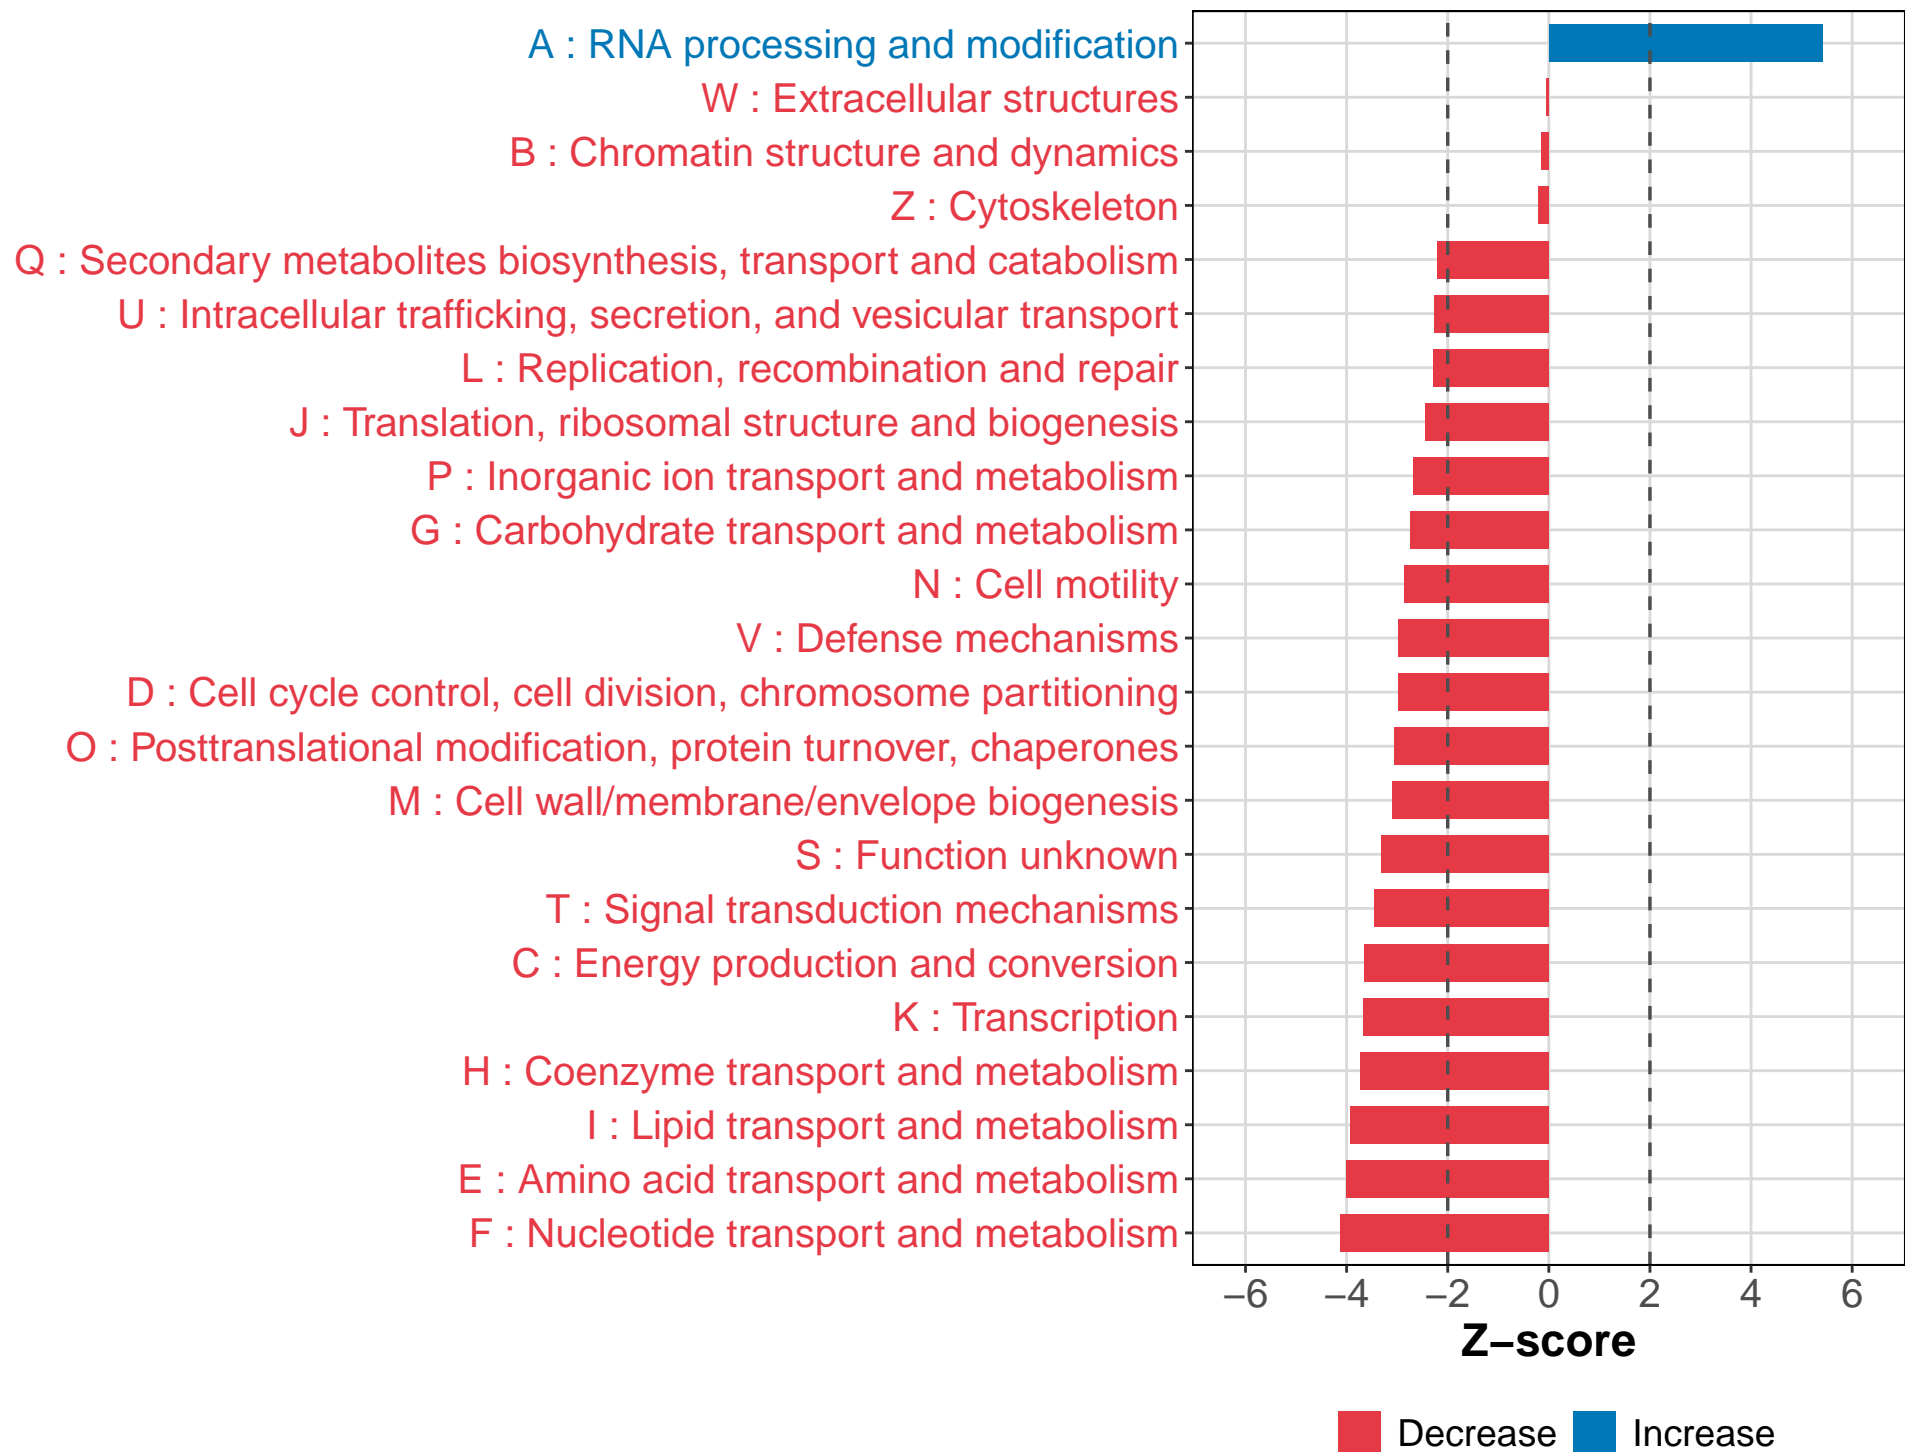 A : RNA processing and modification
W : Extracellular structures
B : Chromatin structure and dynamics
Z : Cytoskeleton
Q : Secondary metabolites biosynthesis, transport and catabolism
U : Intracellular trafficking, secretion, and vesicular transport
L : Replication, recombination and repair
J : Translation, ribosomal structure and biogenesis
P : Inorganic ion transport and metabolism
G : Carbohydrate transport and metabolism
N : Cell motility
V : Defense mechanisms
D : Cell cycle control, cell division, chromosome partitioning
O : Posttranslational modification, protein turnover, chaperones
M : Cell wall/membrane/envelope biogenesis
S : Function unknown
T : Signal transduction mechanisms
C : Energy production and conversion
K : Transcription
H : Coenzyme transport and metabolism
I : Lipid transport and metabolism
E : Amino acid transport and metabolism
F : Nucleotide transport and metabolism
−6 −4 −2 0 2 4 6
Z−score
Decrease Increase